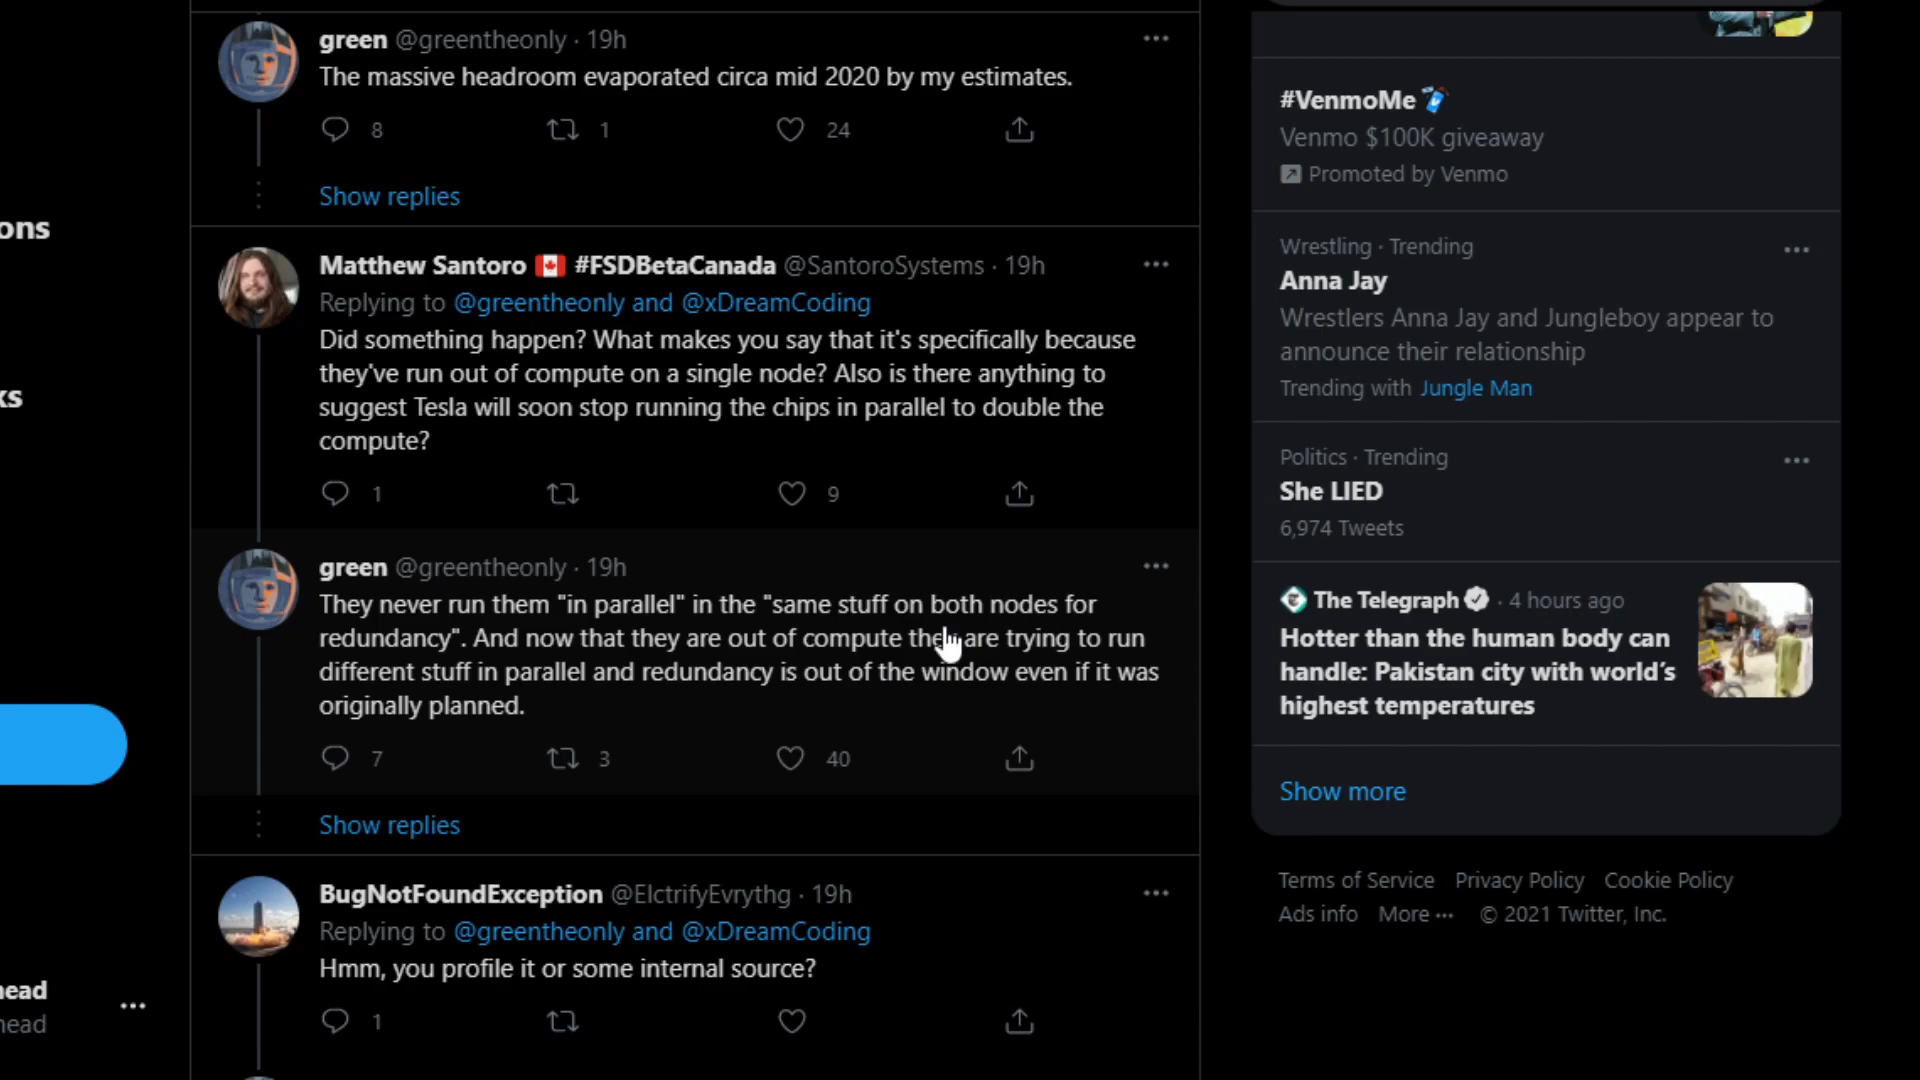 ons
ks
nead
nead
green @greentheonly · 19h
The massive headroom evaporated circa mid 2020 by my estimates.
8 1 24
Show replies
Matthew Santoro 🇨🇦 #FSDBetaCanada @SantoroSystems · 19h
Replying to @greentheonly and @xDreamCoding
Did something happen? What makes you say that it's specifically because
they've run out of compute on a single node? Also is there anything to
suggest Tesla will soon stop running the chips in parallel to double the
compute?
1 9
green @greentheonly · 19h
They never run them "in parallel" in the "same stuff on both nodes for
redundancy". And now that they are out of compute they are trying to run
different stuff in parallel and redundancy is out of the window even if it was
originally planned.
7 3 40
Show replies
BugNotFoundException @ElctrifyEvrythg · 19h
Replying to @greentheonly and @xDreamCoding
Hmm, you profile it or some internal source?
1
#VenmoMe
Venmo $100K giveaway
Promoted by Venmo
Wrestling · Trending
Anna Jay
Wrestlers Anna Jay and Jungleboy appear to
announce their relationship
Trending with Jungle Man
Politics · Trending
She LIED
6,974 Tweets
The Telegraph · 4 hours ago
Hotter than the human body can
handle: Pakistan city with world's
highest temperatures
Show more
Terms of Service Privacy Policy Cookie Policy
Ads info More ··· © 2021 Twitter, Inc.